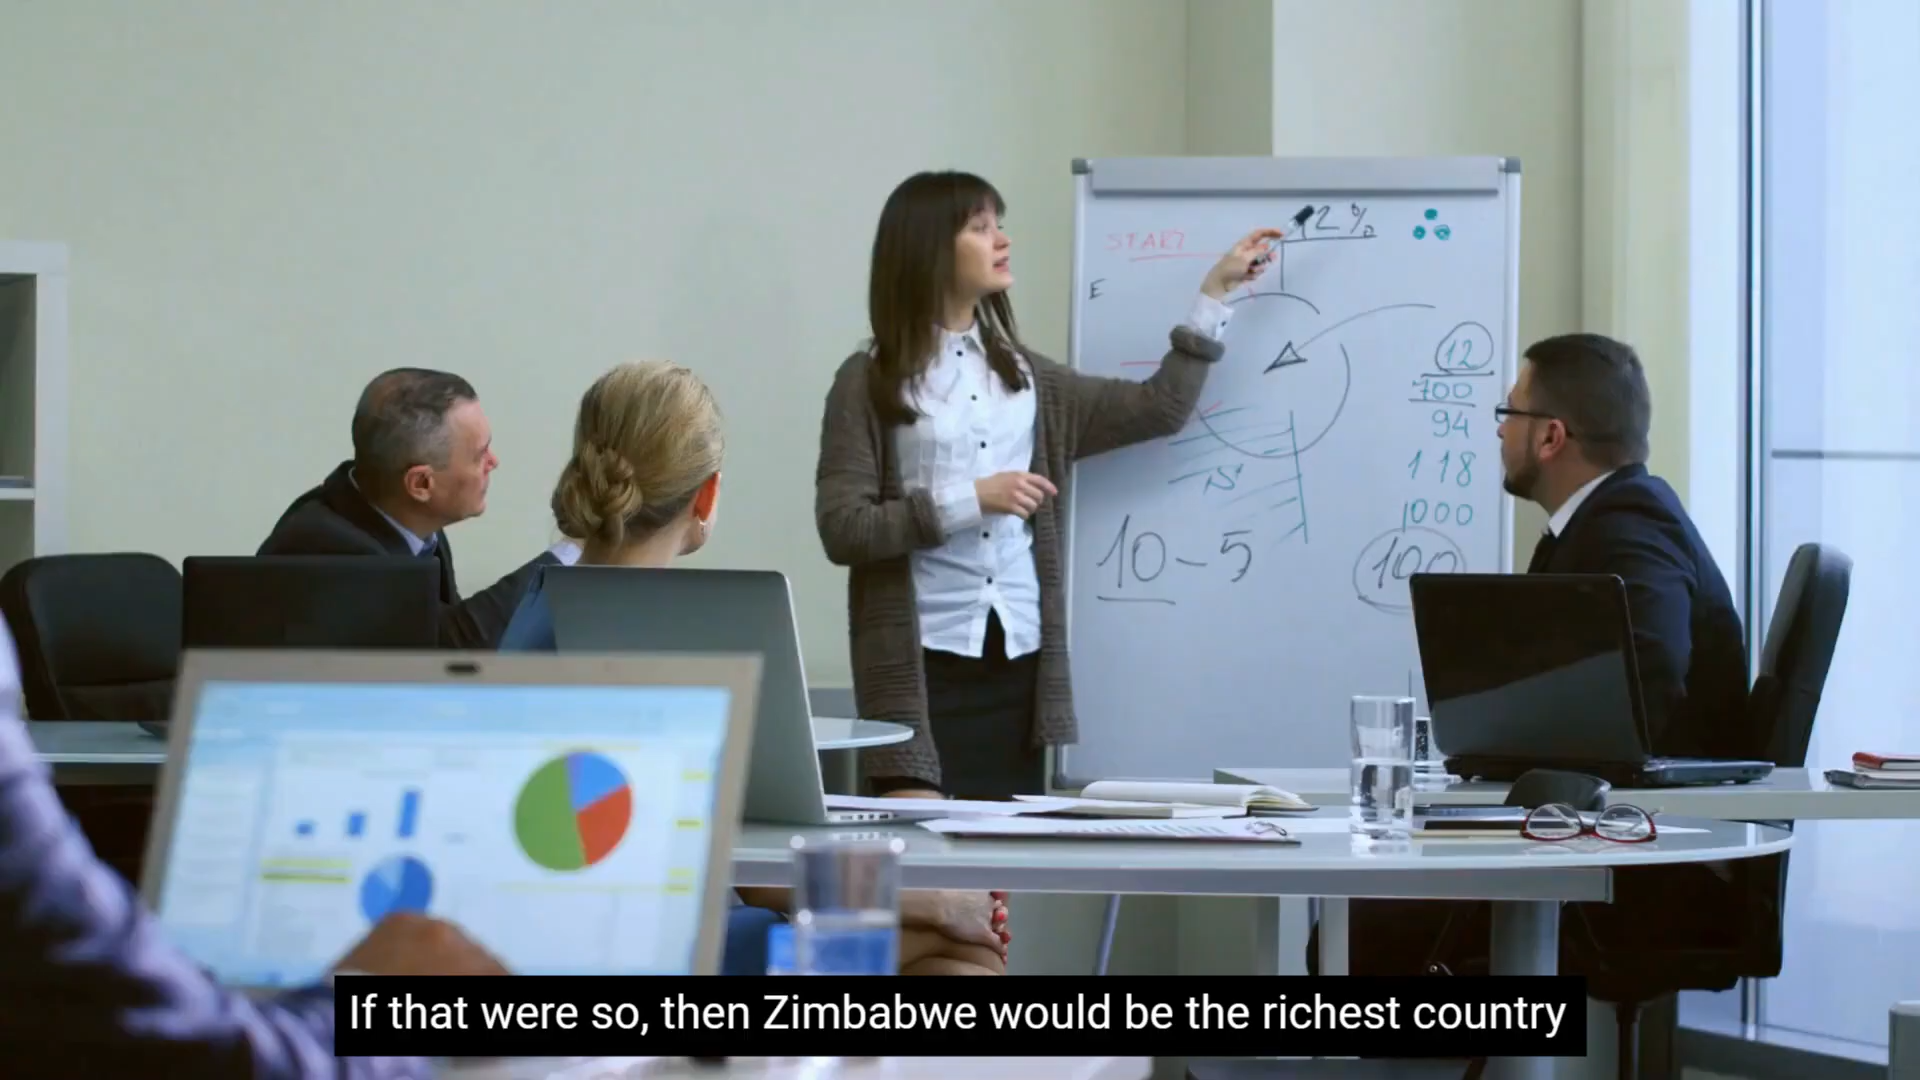 START
12%
E
12
700
94
118
1000
10-5
100
If that were so, then Zimbabwe would be the richest country